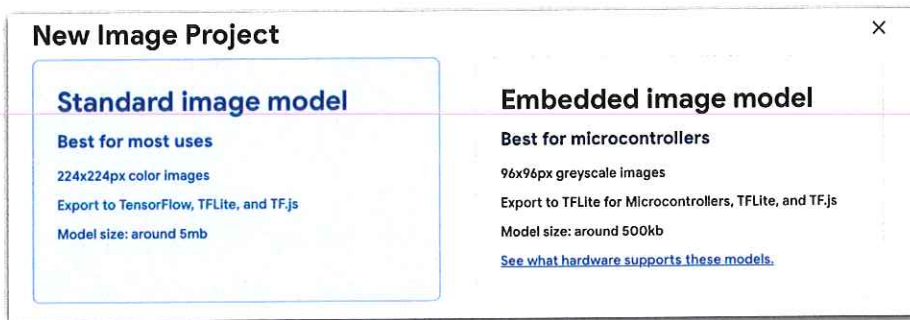 New Image Project
Standard image model
Best for most uses
224x224px color images
Export to TensorFlow, TFLite, and TF.js
Model size: around 5mb
Embedded image model
Best for microcontrollers
96x96px greyscale images
Export to TFLite for Microcontrollers, TFLite, and TF.js
Model size: around 500kb
See what hardware supports these models.